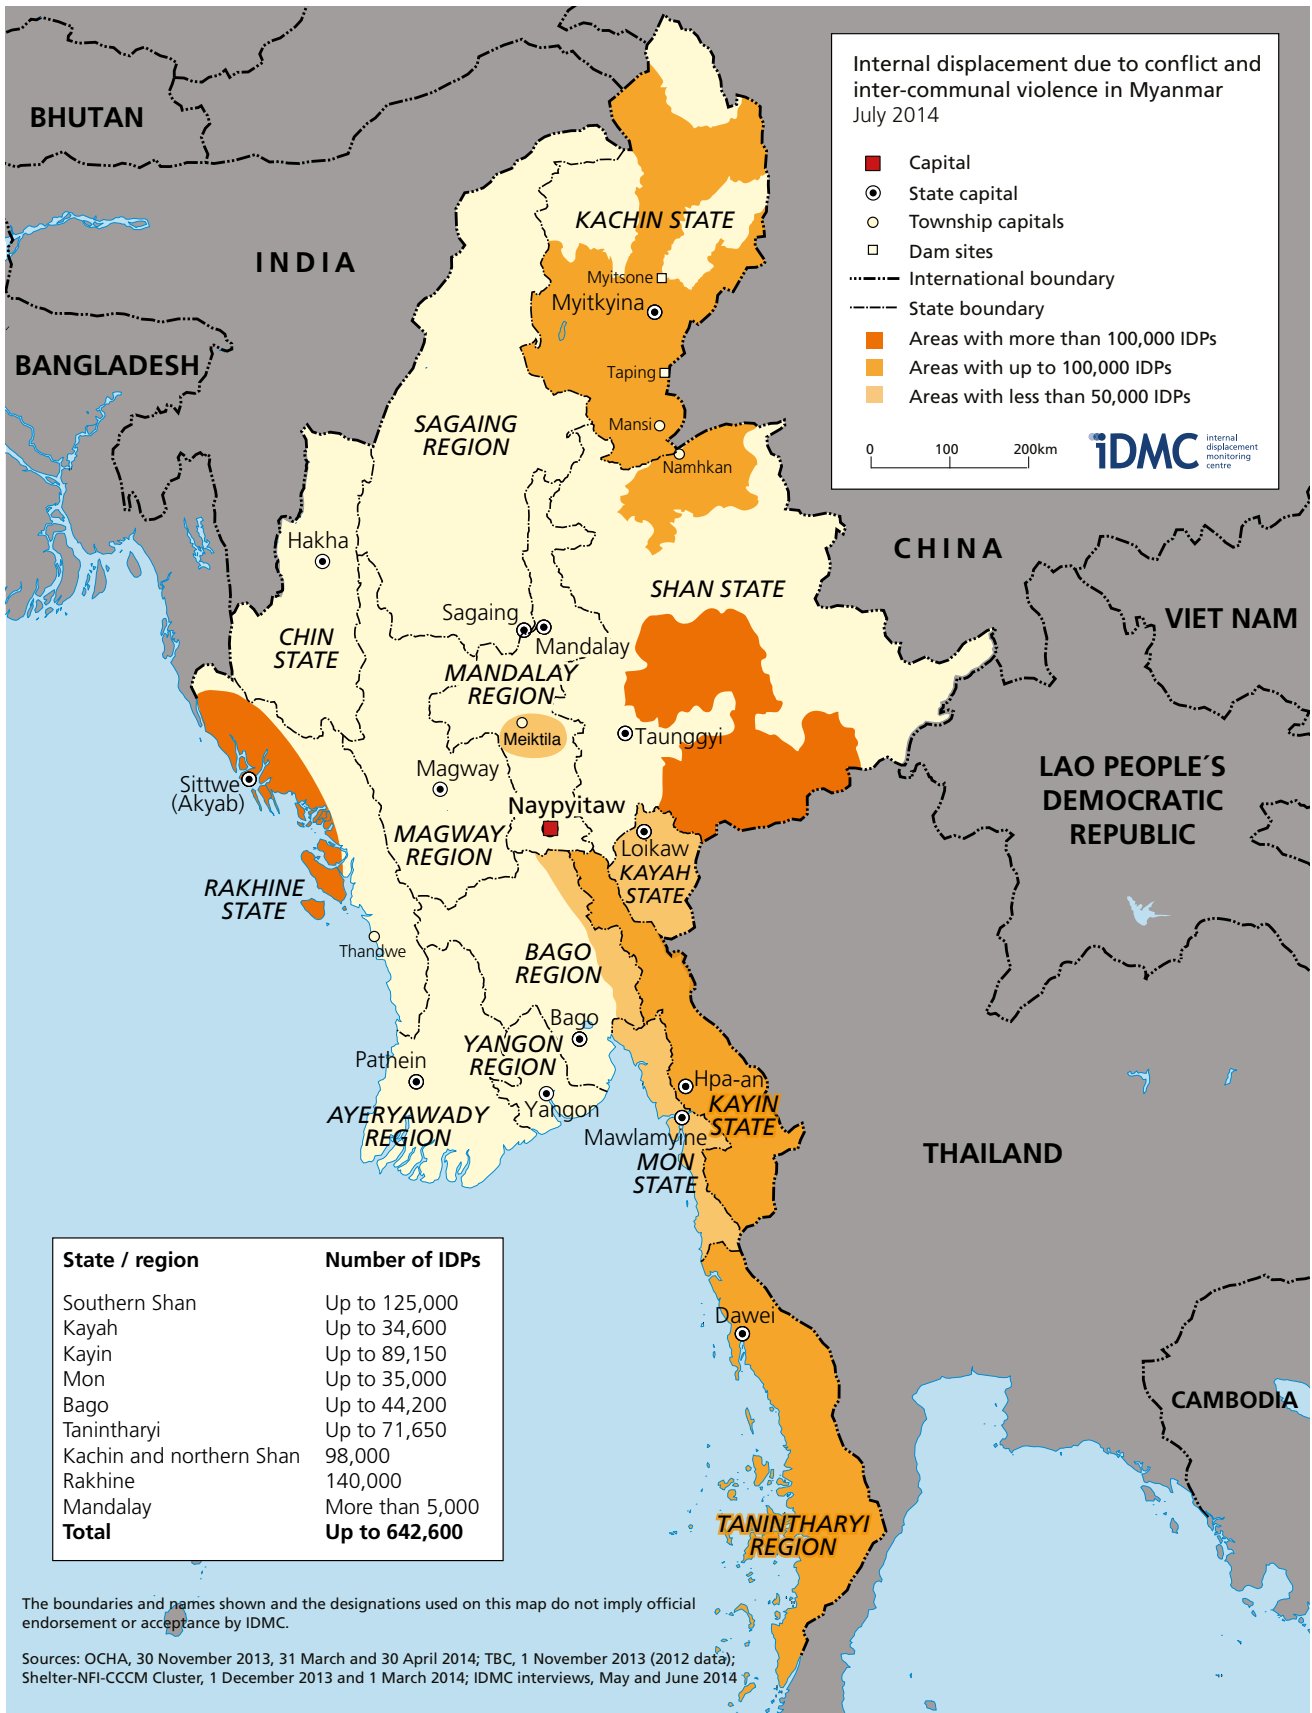 Internal displacement due to conflict and
inter-communal violence in Myanmar
July 2014
Capital
State capital
Township capitals
Dam sites
International boundary
State boundary
Areas with more than 100,000 IDPs
Areas with up to 100,000 IDPs
Areas with less than 50,000 IDPs
0 100 200km
iDMC
internal
displacement
monitoring
centre
BHUTAN
INDIA
BANGLADESH
CHINA
VIET NAM
LAO PEOPLE´S
DEMOCRATIC
REPUBLIC
THAILAND
CAMBODIA
KACHIN STATE
Myitsone
Myitkyina
Taping
Mansi
Namhkan
SAGAING
REGION
Hakha
CHIN
STATE
SHAN STATE
Sagaing
Mandalay
MANDALAY
REGION
Meiktila
Taunggyi
Magway
Sittwe
(Akyab)
Naypyitaw
MAGWAY
REGION
Loikaw
KAYAH
STATE
RAKHINE
STATE
Thandwe
BAGO
REGION
Bago
YANGON
REGION
Pathein
Yangon
AYERYAWADY
REGION
Hpa-an
KAYIN
STATE
Mawlamyine
MON
STATE
Dawei
TANINTHARYI
REGION
State / region Number of IDPs
Southern Shan Up to 125,000
Kayah Up to 34,600
Kayin Up to 89,150
Mon Up to 35,000
Bago Up to 44,200
Tanintharyi Up to 71,650
Kachin and northern Shan 98,000
Rakhine 140,000
Mandalay More than 5,000
Total Up to 642,600
The boundaries and names shown and the designations used on this map do not imply official
endorsement or acceptance by IDMC.
Sources: OCHA, 30 November 2013, 31 March and 30 April 2014; TBC, 1 November 2013 (2012 data);
Shelter-NFI-CCCM Cluster, 1 December 2013 and 1 March 2014; IDMC interviews, May and June 2014